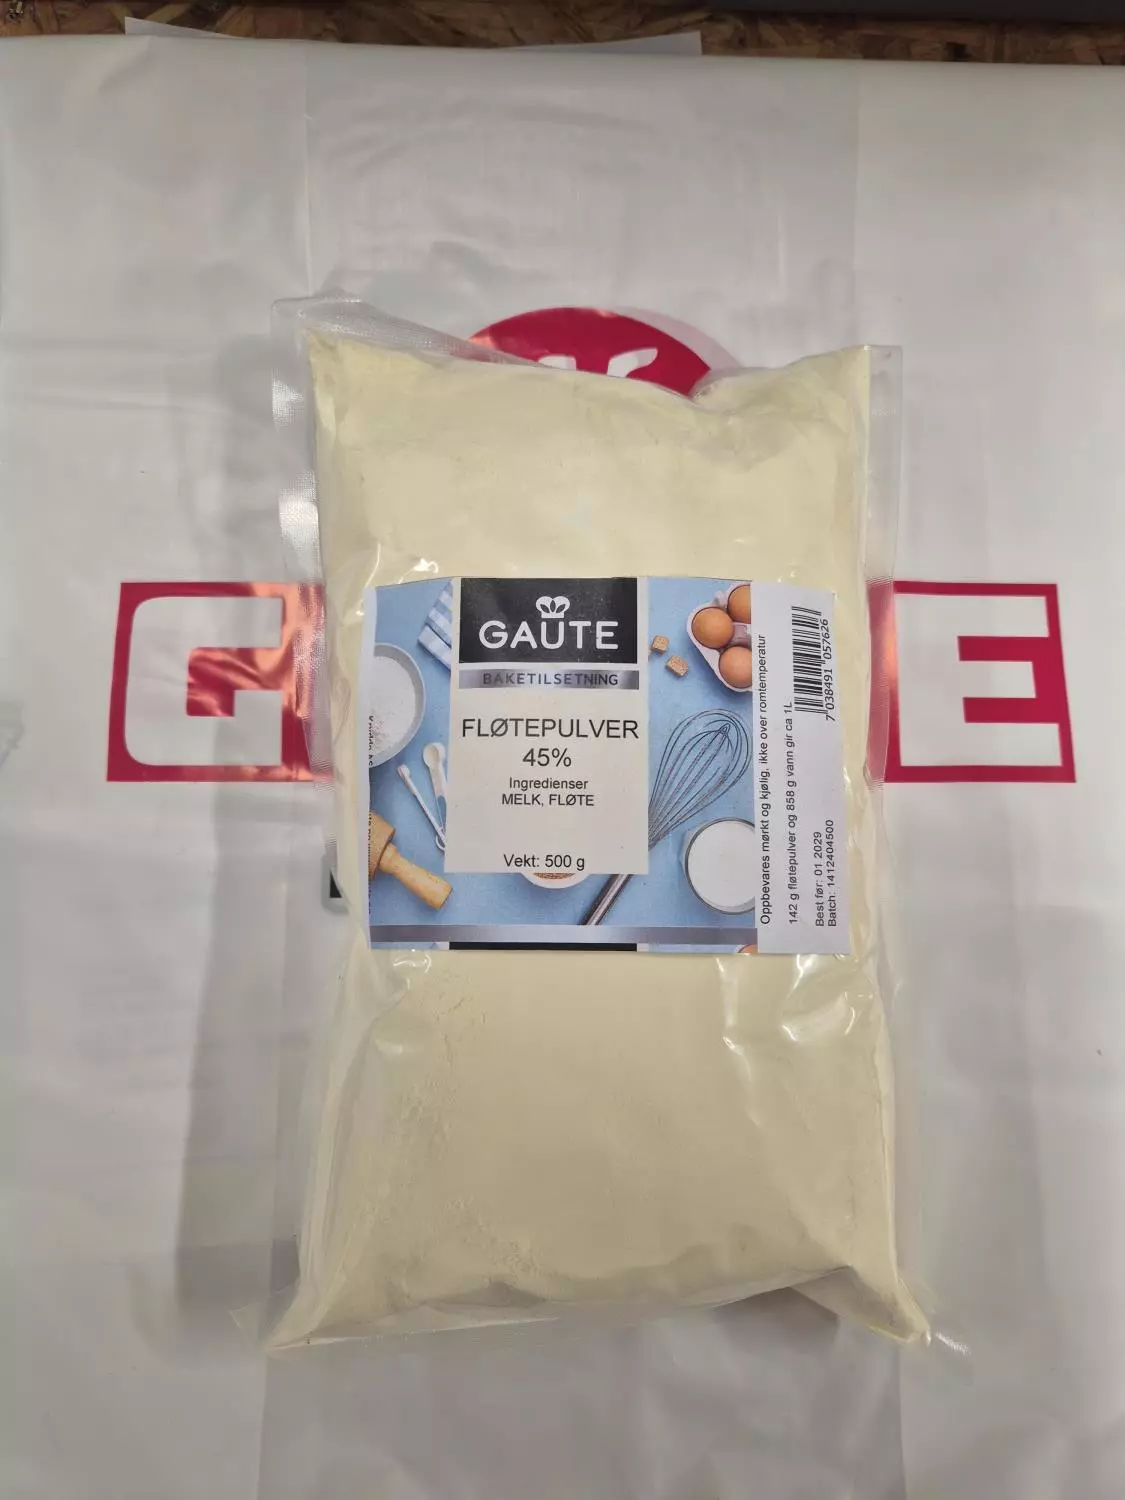 GAUTE
BAKETILSETNING
FLØTEPULVER
45%
Ingredienser
MELK, FLØTE
Vekt: 500 g
Oppbevares mørkt og kjølig, ikke over romtemperatur
142 g fløtepulver og 858 g vann gir ca 1L
Best før: 01 2029
Batch: 1412404500
7 038491 057626
G
E